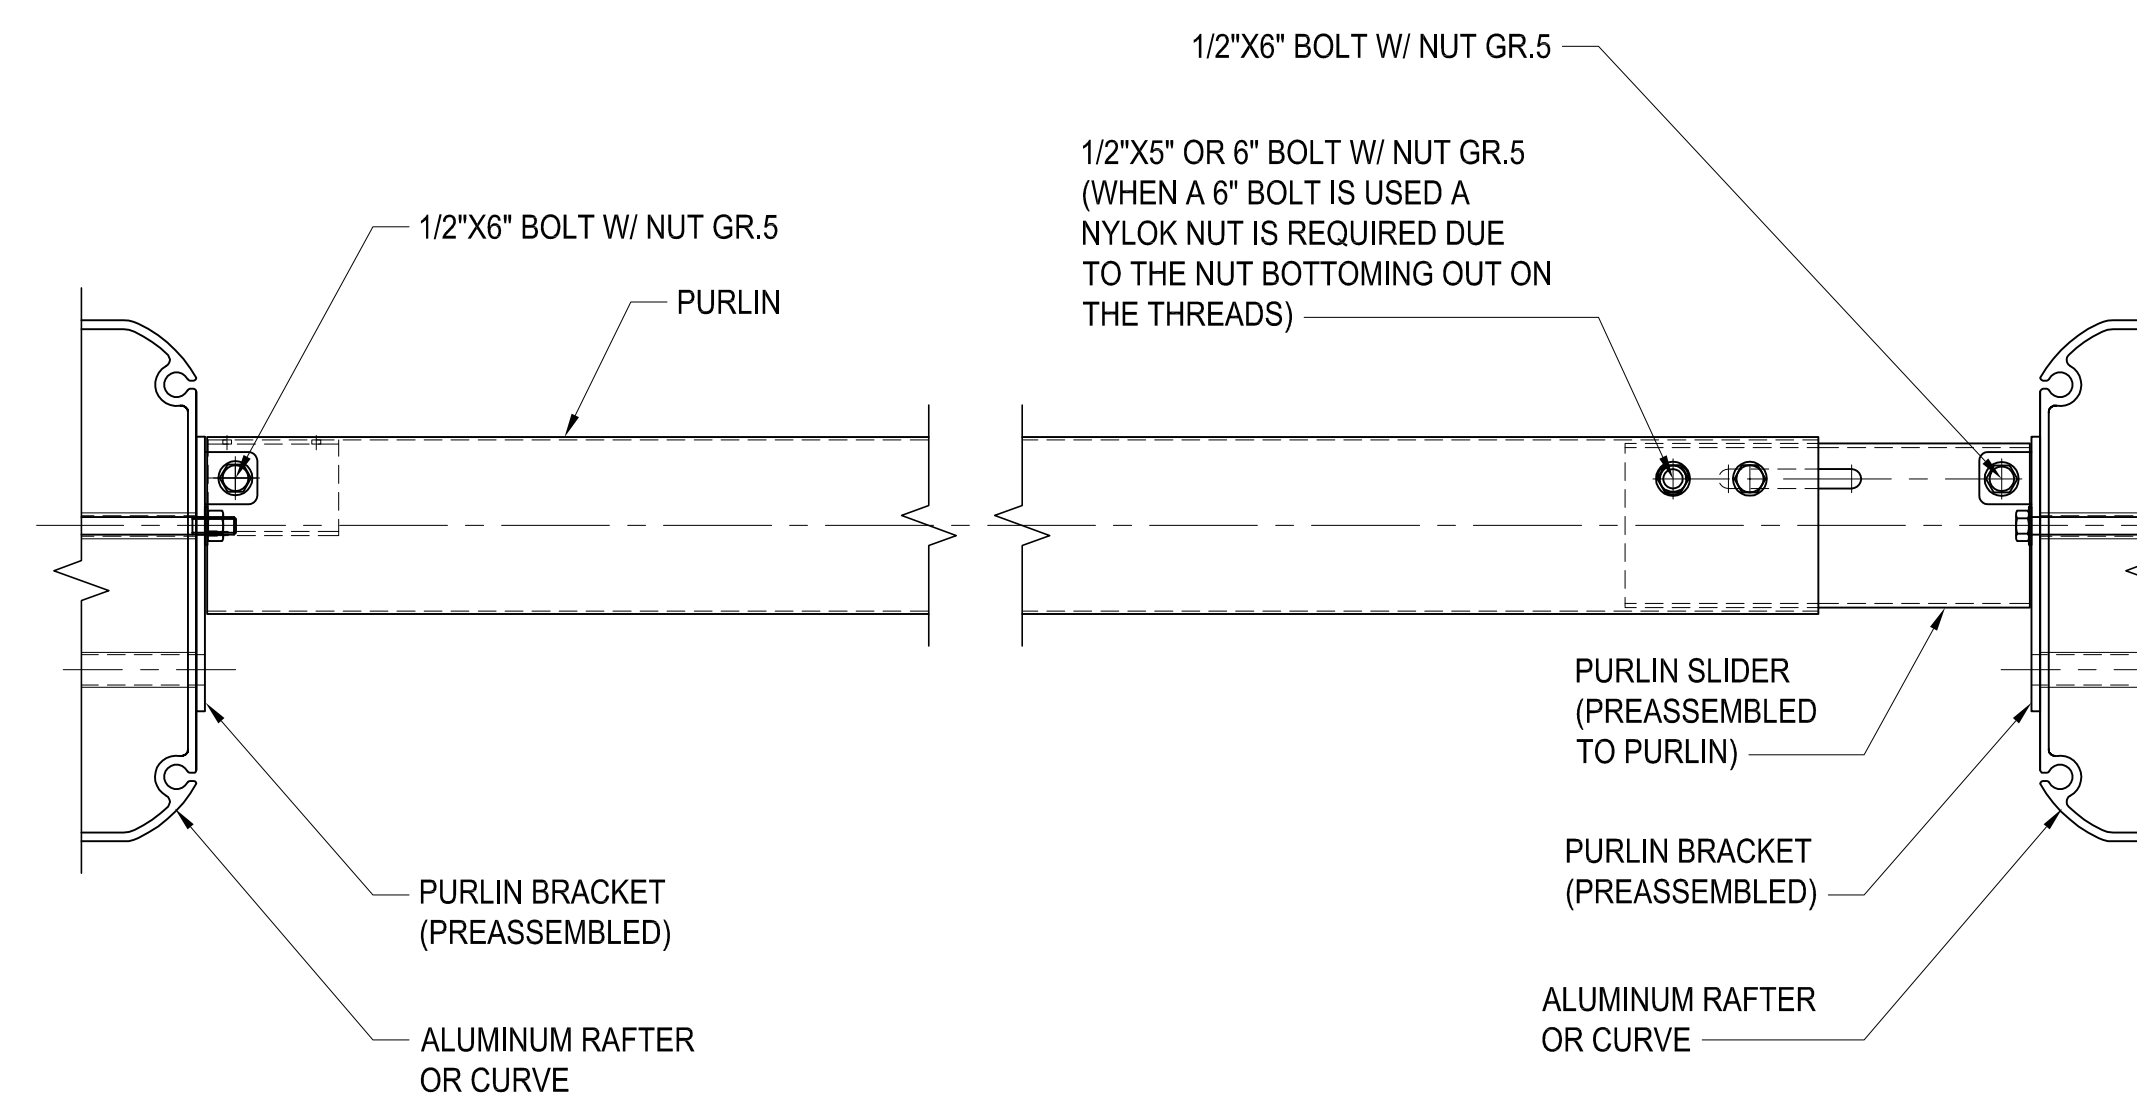 1/2"X6" BOLT W/ NUT GR.5
1/2"X5" OR 6" BOLT W/ NUT GR.5
(WHEN A 6" BOLT IS USED A
NYLOK NUT IS REQUIRED DUE
TO THE NUT BOTTOMING OUT ON
THE THREADS)
1/2"X6" BOLT W/ NUT GR.5
PURLIN
PURLIN SLIDER
(PREASSEMBLED
TO PURLIN)
PURLIN BRACKET
(PREASSEMBLED)
PURLIN BRACKET
(PREASSEMBLED)
ALUMINUM RAFTER
OR CURVE
ALUMINUM RAFTER
OR CURVE